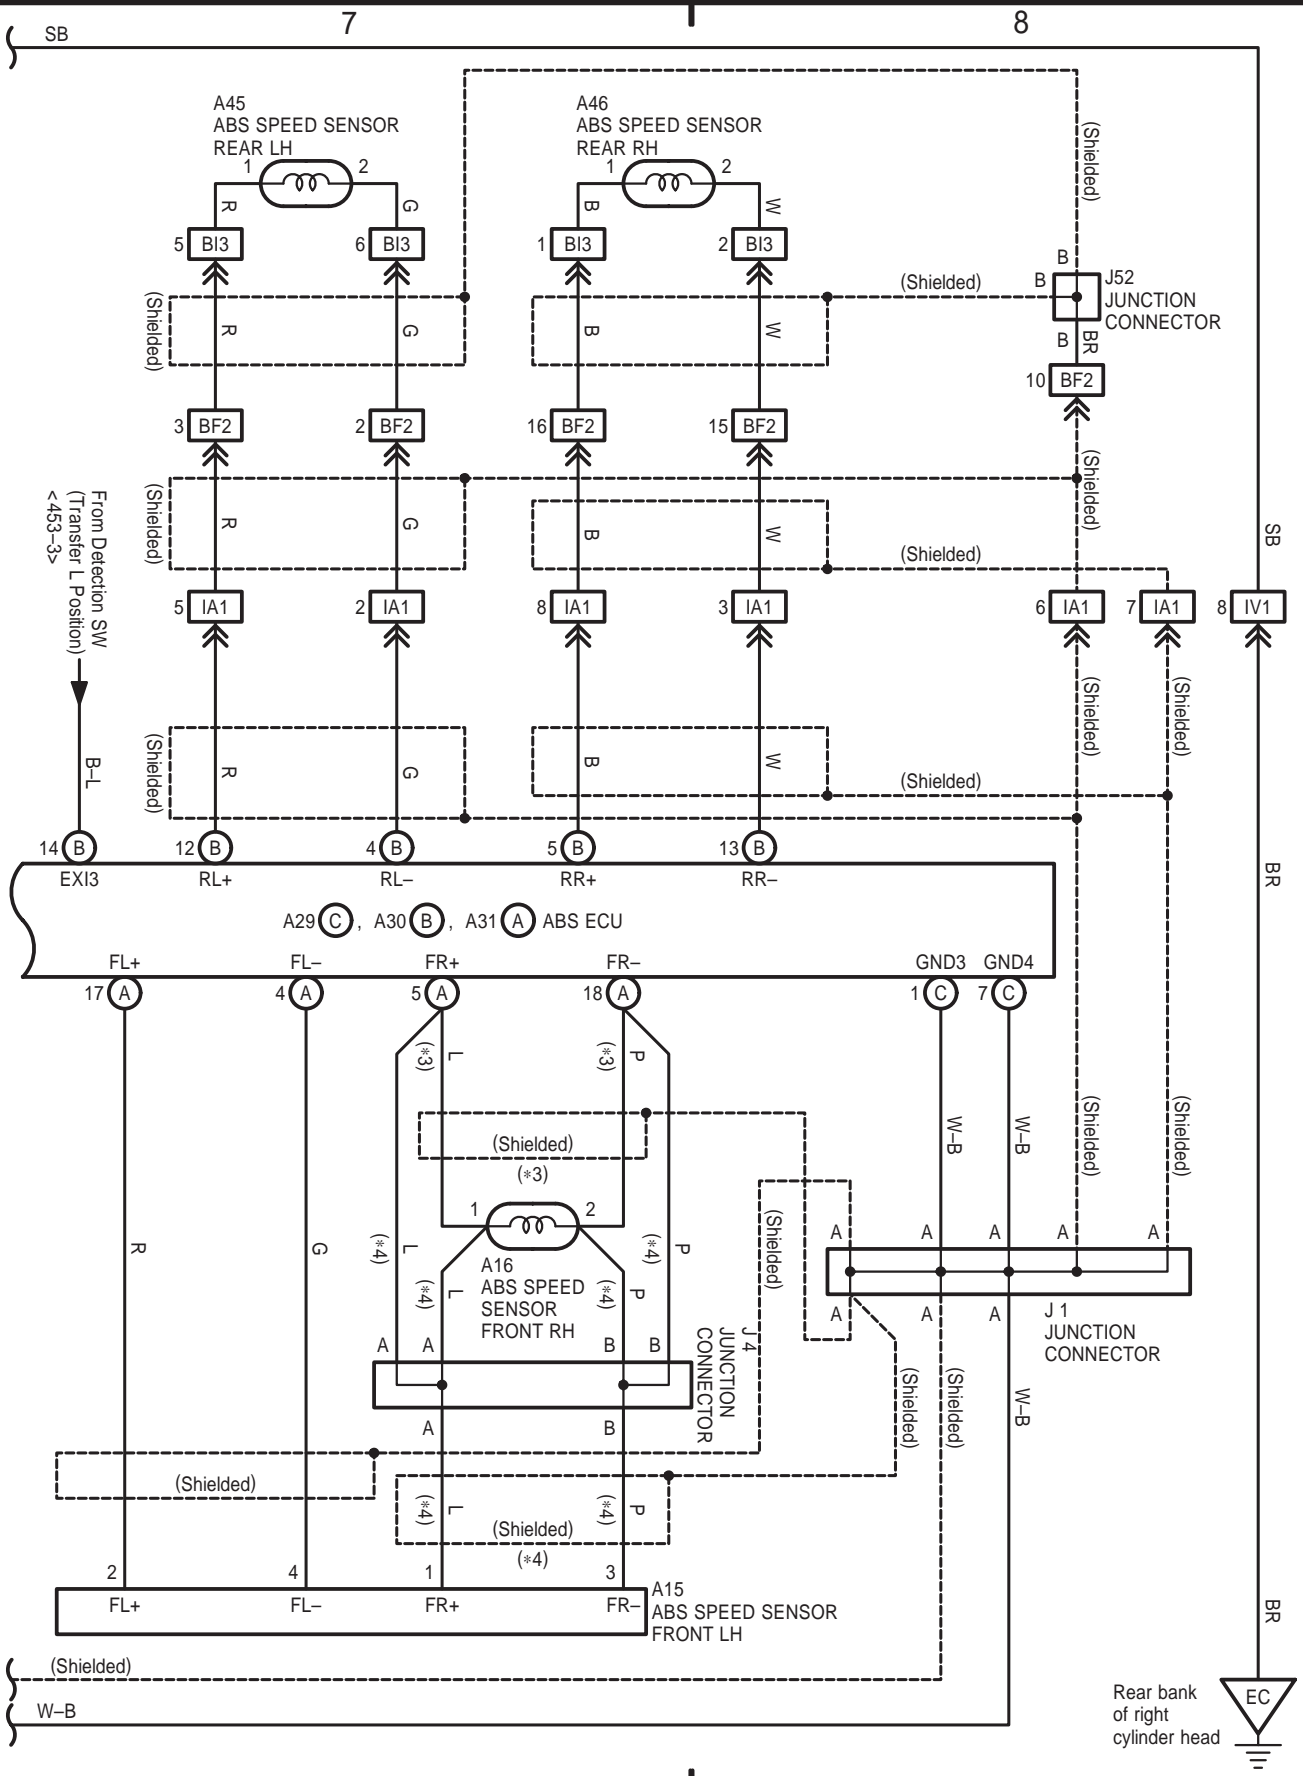 7
8
SB
A45
ABS SPEED SENSOR
REAR LH
A46
ABS SPEED SENSOR
REAR RH
(Shielded)
1
2
1
2
R
G
B
W
5 BI3
6 BI3
1 BI3
2 BI3
B
(Shielded)
B
J52
JUNCTION
CONNECTOR
(Shielded)
R
G
B
W
B
BR
10 BF2
3 BF2
2 BF2
16 BF2
15 BF2
From Detection SW
(Transfer L Position)
<453–3>
(Shielded)
R
G
B
W
(Shielded)
(Shielded)
SB
5 IA1
2 IA1
8 IA1
3 IA1
6 IA1
7 IA1
8 IV1
B–L
(Shielded)
R
G
B
W
(Shielded)
(Shielded)
(Shielded)
14 B
12 B
4 B
5 B
13 B
EXI3
RL+
RL–
RR+
RR–
BR
A29 C , A30 B , A31 A ABS ECU
FL+
FL–
FR+
FR–
GND3
GND4
17 A
4 A
5 A
18 A
1 C
7 C
(*3)
L
(*3)
P
(Shielded)
(*3)
W–B
W–B
(Shielded)
(Shielded)
R
G
1
2
(*4)
L
(*4)
P
(Shielded)
A
A
A
A
A
A16
ABS SPEED
SENSOR
FRONT RH
(*4)
L
(*4)
P
A
A
A
J 1
JUNCTION
CONNECTOR
A
A
B
B
J 4
JUNCTION
CONNECTOR
A
B
(Shielded)
(Shielded)
W–B
(Shielded)
(*4)
L
(*4)
P
(Shielded)
(*4)
2
4
1
3
FL+
FL–
FR+
FR–
A15
ABS SPEED SENSOR
FRONT LH
BR
(Shielded)
W–B
Rear bank
of right
cylinder head
EC